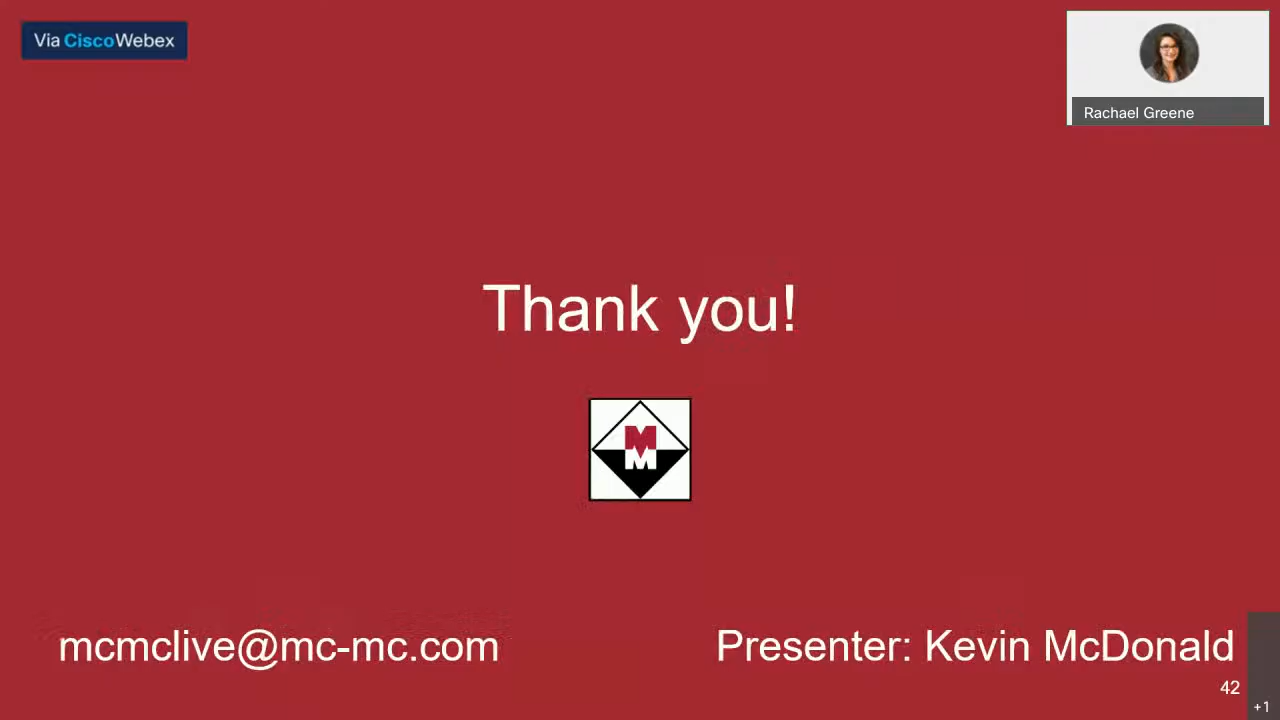 Via CiscoWebex
Rachael Greene
Thank you!
M
M
mcmclive@mc-mc.com
Presenter: Kevin McDonald
42
+1